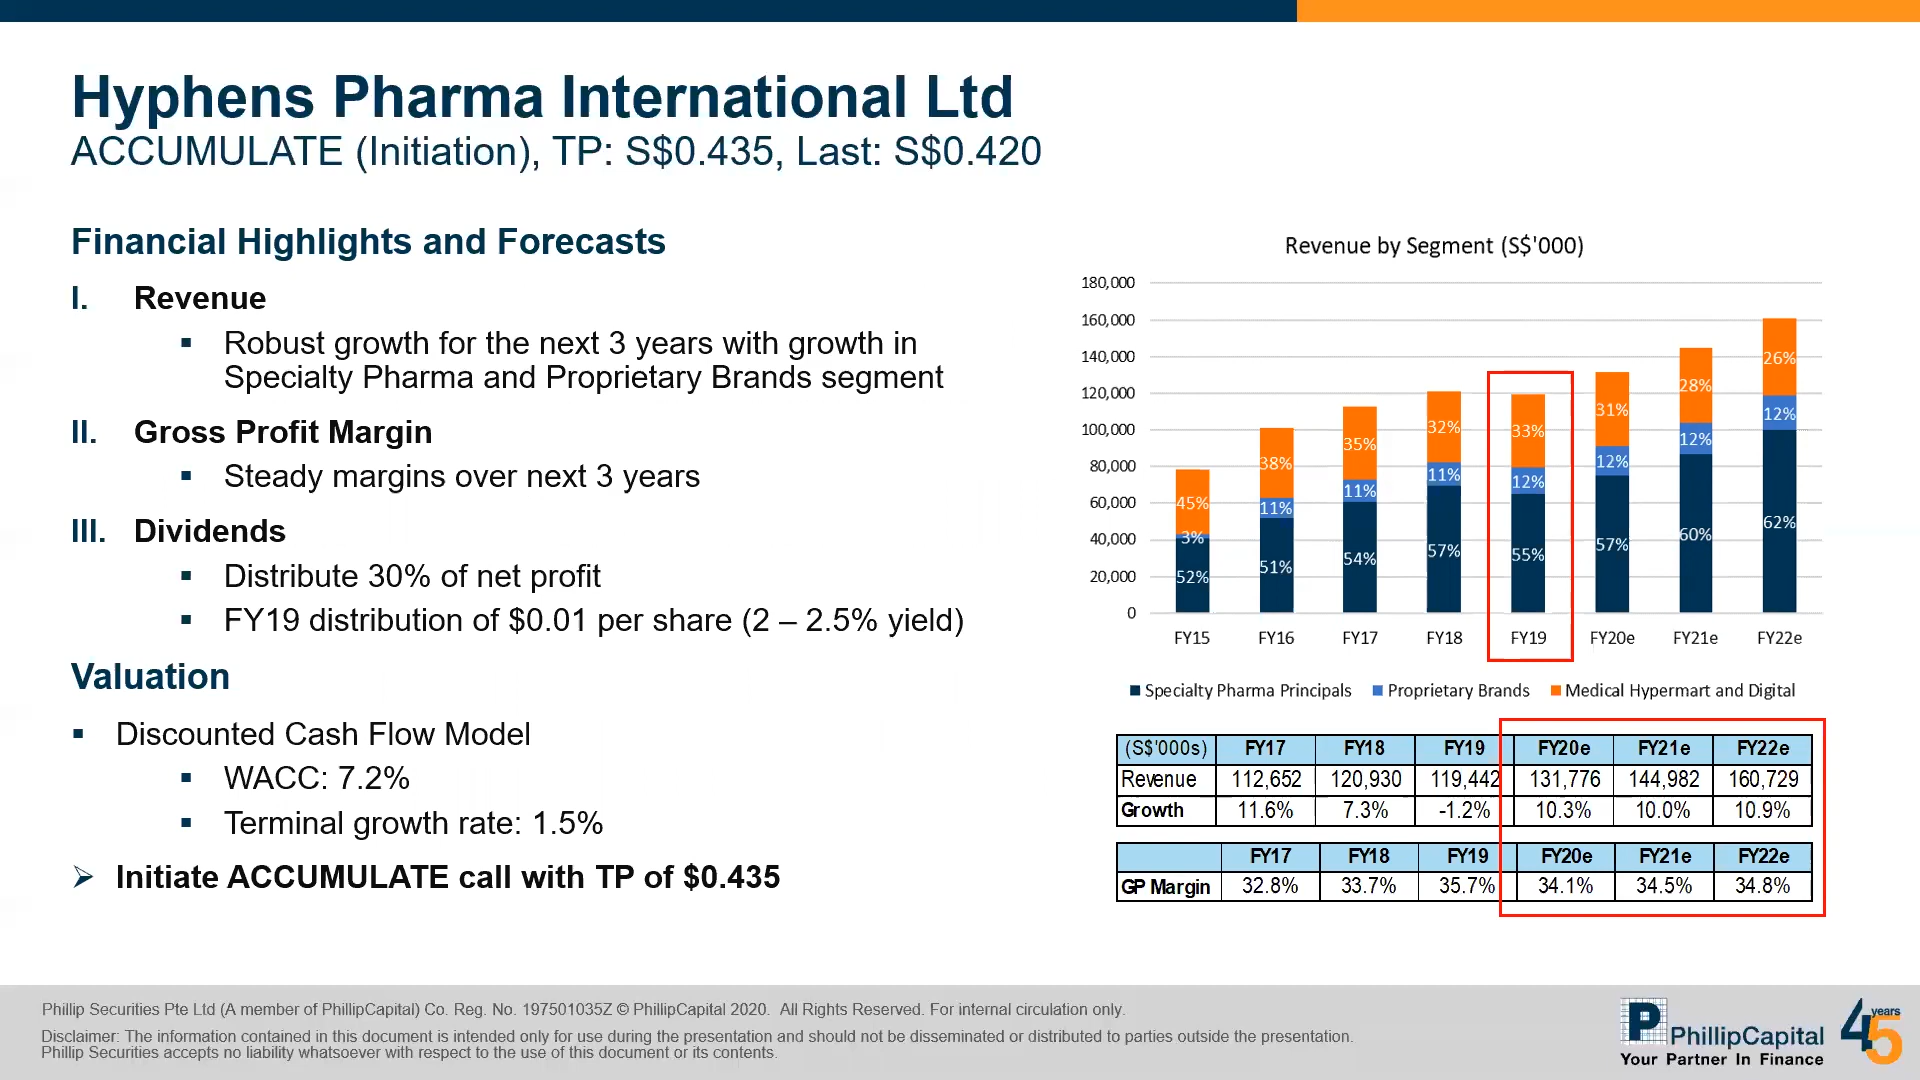 Hyphens Pharma International Ltd
ACCUMULATE (Initiation), TP: S$0.435, Last: S$0.420
Financial Highlights and Forecasts
I. Revenue
▪ Robust growth for the next 3 years with growth in
Specialty Pharma and Proprietary Brands segment
II. Gross Profit Margin
▪ Steady margins over next 3 years
III. Dividends
▪ Distribute 30% of net profit
▪ FY19 distribution of $0.01 per share (2 – 2.5% yield)
Valuation
▪ Discounted Cash Flow Model
▪ WACC: 7.2%
▪ Terminal growth rate: 1.5%
➢ Initiate ACCUMULATE call with TP of $0.435
Revenue by Segment (S$'000)
180,000
160,000
140,000
120,000
100,000
80,000
60,000
40,000
20,000
0
45% 3% 52%
38% 11% 51%
35% 11% 54%
32% 11% 57%
33% 12% 55%
31% 12% 57%
28% 12% 60%
26% 12% 62%
FY15 FY16 FY17 FY18 FY19 FY20e FY21e FY22e
Specialty Pharma Principals Proprietary Brands Medical Hypermart and Digital
(S$'000s) FY17 FY18 FY19 FY20e FY21e FY22e
Revenue 112,652 120,930 119,442 131,776 144,982 160,729
Growth 11.6% 7.3% -1.2% 10.3% 10.0% 10.9%
FY17 FY18 FY19 FY20e FY21e FY22e
GP Margin 32.8% 33.7% 35.7% 34.1% 34.5% 34.8%
Phillip Securities Pte Ltd (A member of PhillipCapital) Co. Reg. No. 197501035Z © PhillipCapital 2020. All Rights Reserved. For internal circulation only.
Disclaimer: The information contained in this document is intended only for use during the presentation and should not be disseminated or distributed to parties outside the presentation.
Phillip Securities accepts no liability whatsoever with respect to the use of this document or its contents.
P PhillipCapital
Your Partner In Finance
45 years